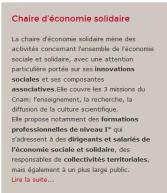 Chaire d'économie solidaire
La chaire d'économie solidaire mène des
activités concernant l'ensemble de l'économie
sociale et solidaire, avec une attention
particulière portée sur ses innovations
sociales et ses composantes
associatives.Elle couvre les 3 missions du
Cnam: l'enseignement, la recherche, la
diffusion de la culture scientifique.
Elle propose notamment des formations
professionnelles de niveau I" qui
s'adressent à des dirigeants et salariés de
l'économie sociale et solidaire, des
responsables de collectivités territoriales,
mais également à un plus large public.
Lire la suite...